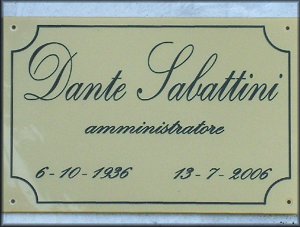 Dante Sabattini
amministratore
6-10-1936 13-7-2006